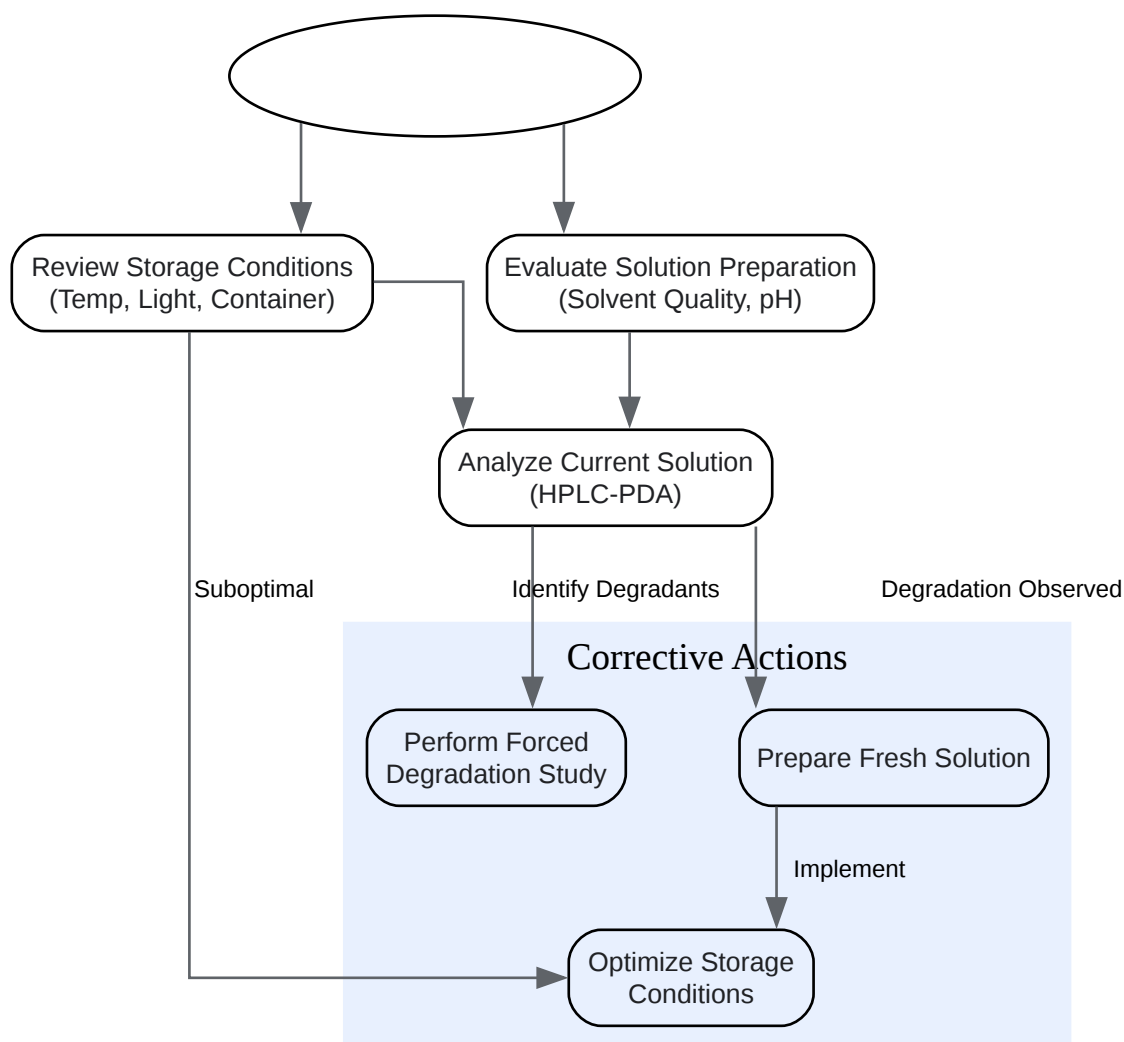 Review Storage Conditions
(Temp, Light, Container)
Evaluate Solution Preparation
(Solvent Quality, pH)
Analyze Current Solution
(HPLC-PDA)
Suboptimal
Identify Degradants
Degradation Observed
Corrective Actions
Perform Forced
Degradation Study
Prepare Fresh Solution
Implement
Optimize Storage
Conditions